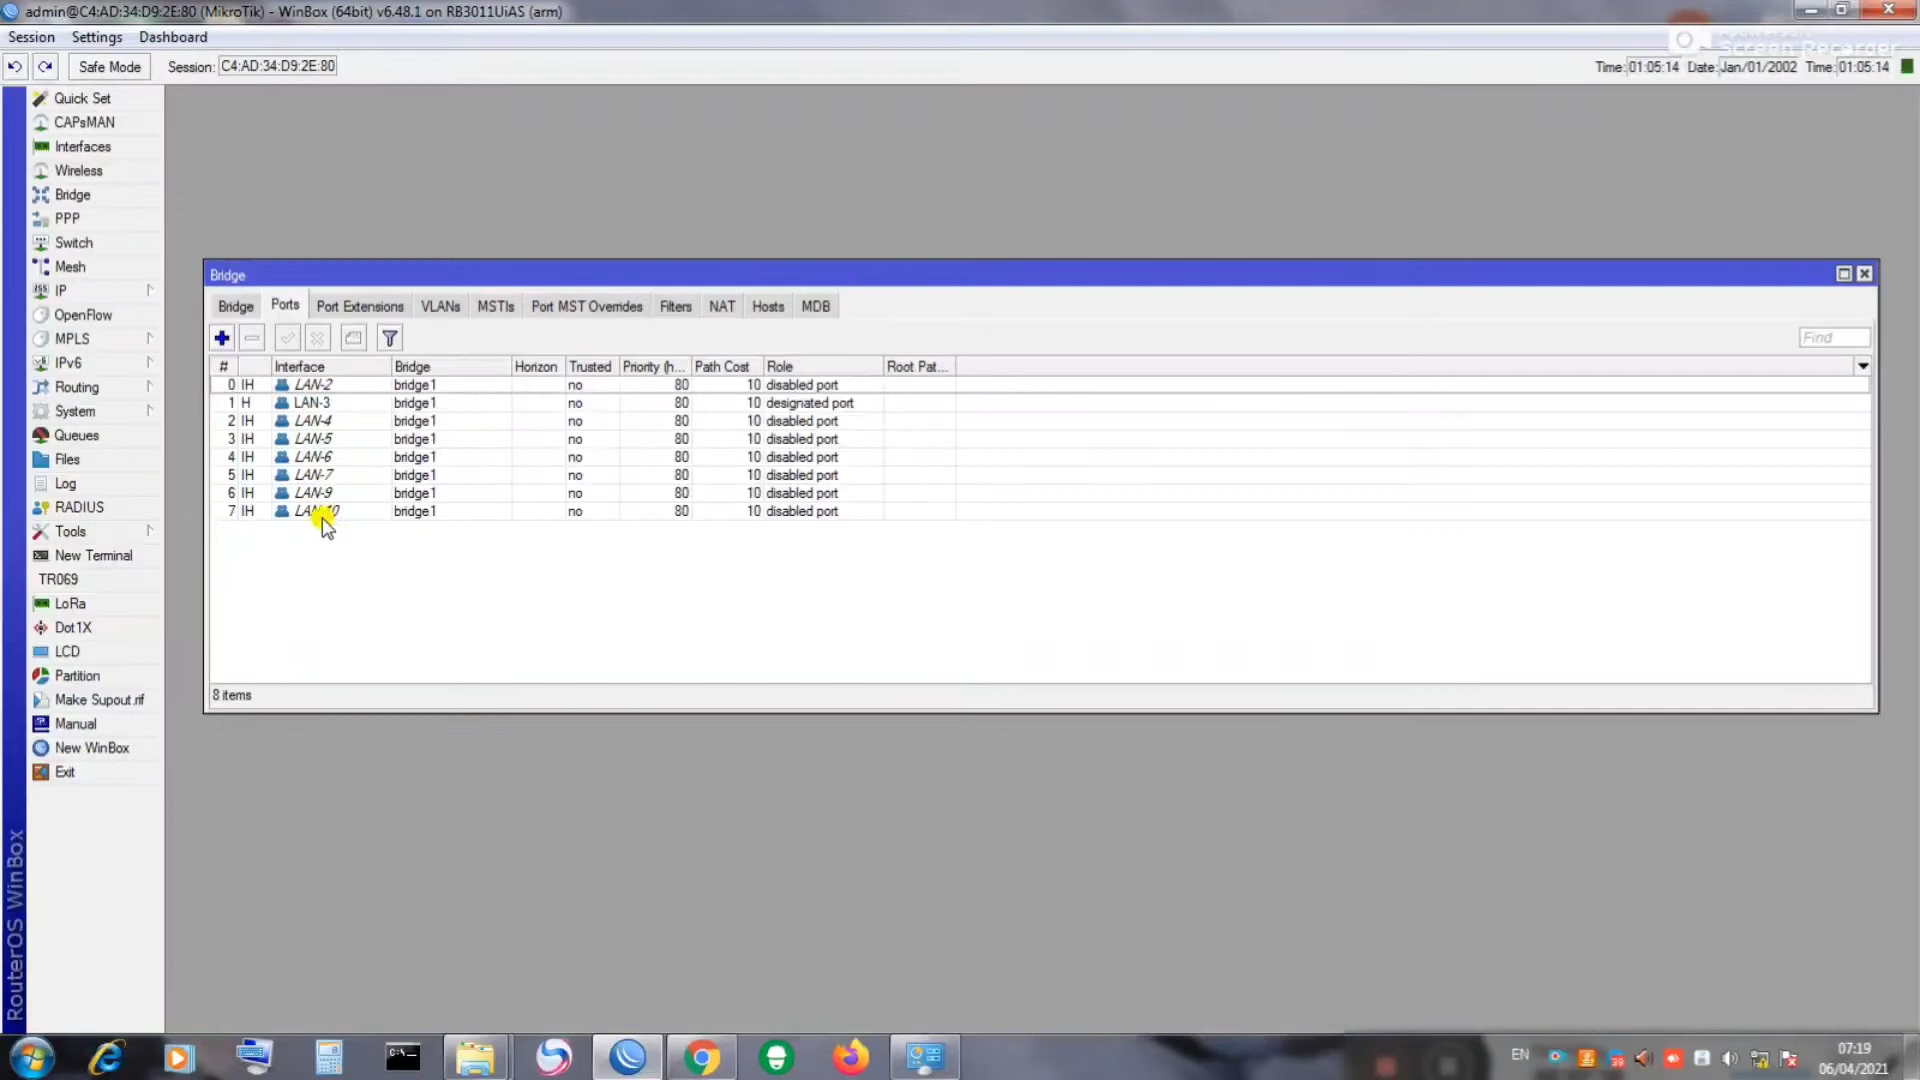 admin@C4:AD:34:D9:2E:80 (MikroTik) - WinBox (64bit) v6.48.1 on RB3011UiAS (arm)
Session Settings Dashboard
Safe Mode Session: C4:AD:34:D9:2E:80 Time: 01:05:14 Date: Jan/01/2002 Time: 01:05:14
Screen Recorder
Quick Set
CAPsMAN
Interfaces
Wireless
Bridge
PPP
Switch
Mesh
IP
OpenFlow
MPLS
IPv6
Routing
System
Queues
Files
Log
RADIUS
Tools
New Terminal
TR069
LoRa
Dot1X
LCD
Partition
Make Supout.rif
Manual
New WinBox
Exit
RouterOS WinBox
Bridge
Bridge Ports Port Extensions VLANs MSTIs Port MST Overrides Filters NAT Hosts MDB
Find
# Interface Bridge Horizon Trusted Priority (h... Path Cost Role Root Pat...
0 IH LAN-2 bridge1 no 80 10 disabled port
1 H LAN-3 bridge1 no 80 10 designated port
2 IH LAN-4 bridge1 no 80 10 disabled port
3 IH LAN-5 bridge1 no 80 10 disabled port
4 IH LAN-6 bridge1 no 80 10 disabled port
5 IH LAN-7 bridge1 no 80 10 disabled port
6 IH LAN-9 bridge1 no 80 10 disabled port
7 IH LAN-10 bridge1 no 80 10 disabled port
8 items
EN
07:19
06/04/2021